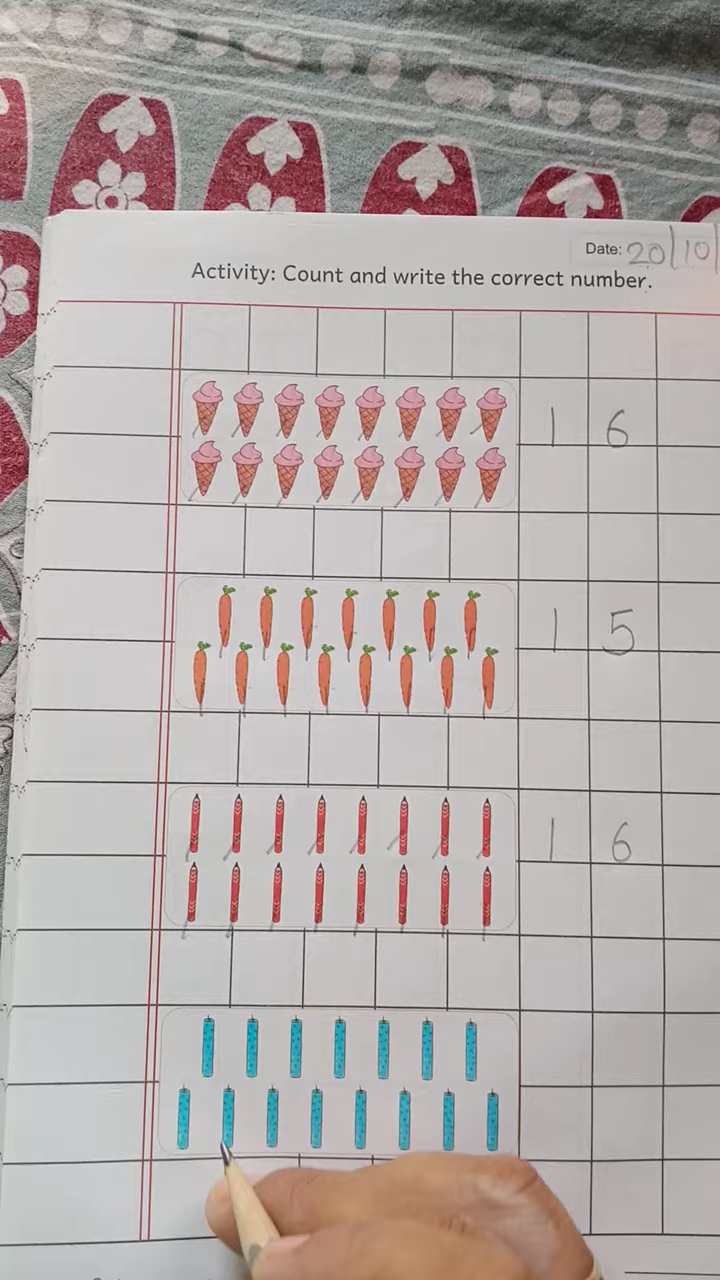 Date: 20/10/
Activity: Count and write the correct number.
1 6
1 5
1 6